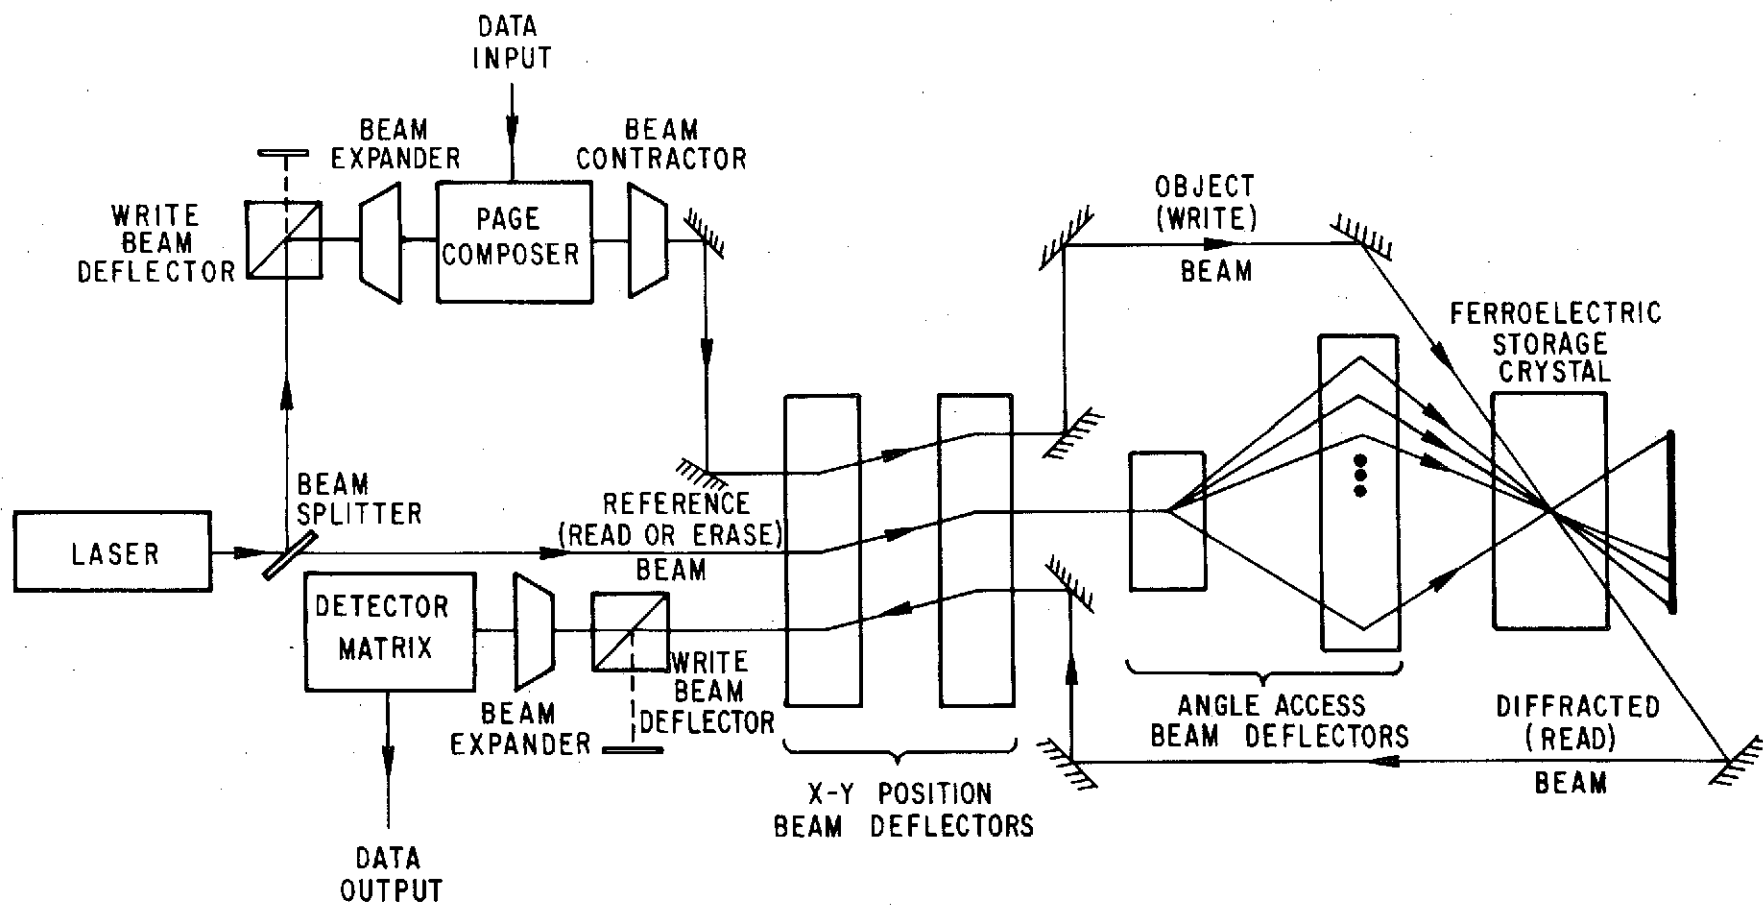 DATA
INPUT
BEAM
EXPANDER
BEAM
CONTRACTOR
WRITE
BEAM
DEFLECTOR
PAGE
COMPOSER
OBJECT
(WRITE)
BEAM
FERROELECTRIC
STORAGE
CRYSTAL
BEAM
SPLITTER
LASER
REFERENCE
(READ OR ERASE)
BEAM
DETECTOR
MATRIX
WRITE
BEAM
DEFLECTOR
BEAM
EXPANDER
ANGLE ACCESS
BEAM DEFLECTORS
DIFFRACTED
(READ)
BEAM
X-Y POSITION
BEAM DEFLECTORS
DATA
OUTPUT